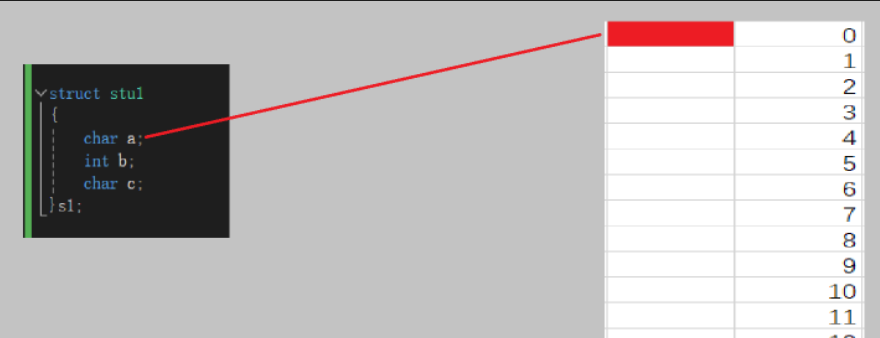 struct stu1
{
char a;
int b;
char c;
}s1;
0
1
2
3
4
5
6
7
8
9
10
11